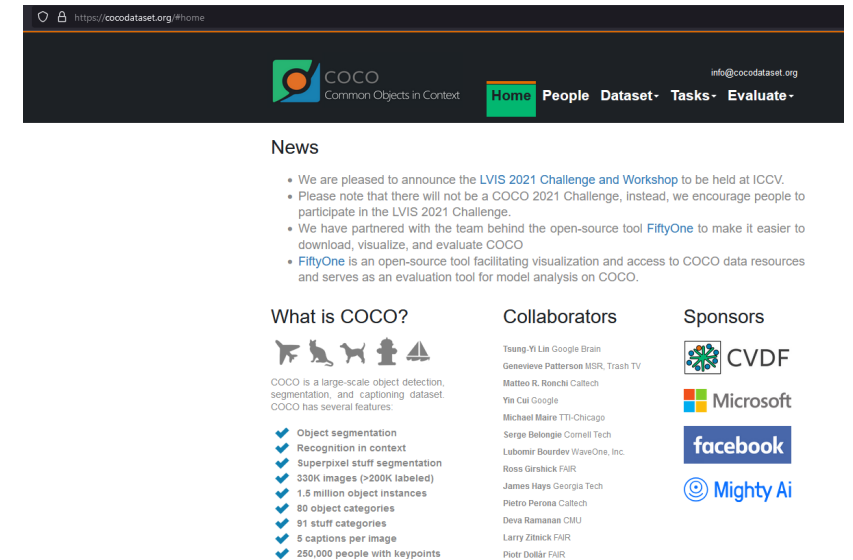 https://cocodataset.org/#home
COCO
Common Objects in Context
info@cocodataset.org
Home People Dataset Tasks Evaluate
News
We are pleased to announce the LVIS 2021 Challenge and Workshop to be held at ICCV.
Please note that there will not be a COCO 2021 Challenge, instead, we encourage people to
participate in the LVIS 2021 Challenge.
We have partnered with the team behind the open-source tool FiftyOne to make it easier to
download, visualize, and evaluate COCO
FiftyOne is an open-source tool facilitating visualization and access to COCO data resources
and serves as an evaluation tool for model analysis on COCO.
What is COCO?
COCO is a large-scale object detection,
segmentation, and captioning dataset.
COCO has several features:
Object segmentation
Recognition in context
Superpixel stuff segmentation
330K images (>200K labeled)
1.5 million object instances
80 object categories
91 stuff categories
5 captions per image
250,000 people with keypoints
Collaborators
Tsung-Yi Lin Google Brain
Genevieve Patterson MSR, Trash TV
Matteo R. Ronchi Caltech
Yin Cui Google
Michael Maire TTI-Chicago
Serge Belongie Cornell Tech
Lubomir Bourdev WaveOne, Inc.
Ross Girshick FAIR
James Hays Georgia Tech
Pietro Perona Caltech
Deva Ramanan CMU
Larry Zitnick FAIR
Piotr Dollár FAIR
Sponsors
CVDF
Microsoft
facebook
Mighty Ai